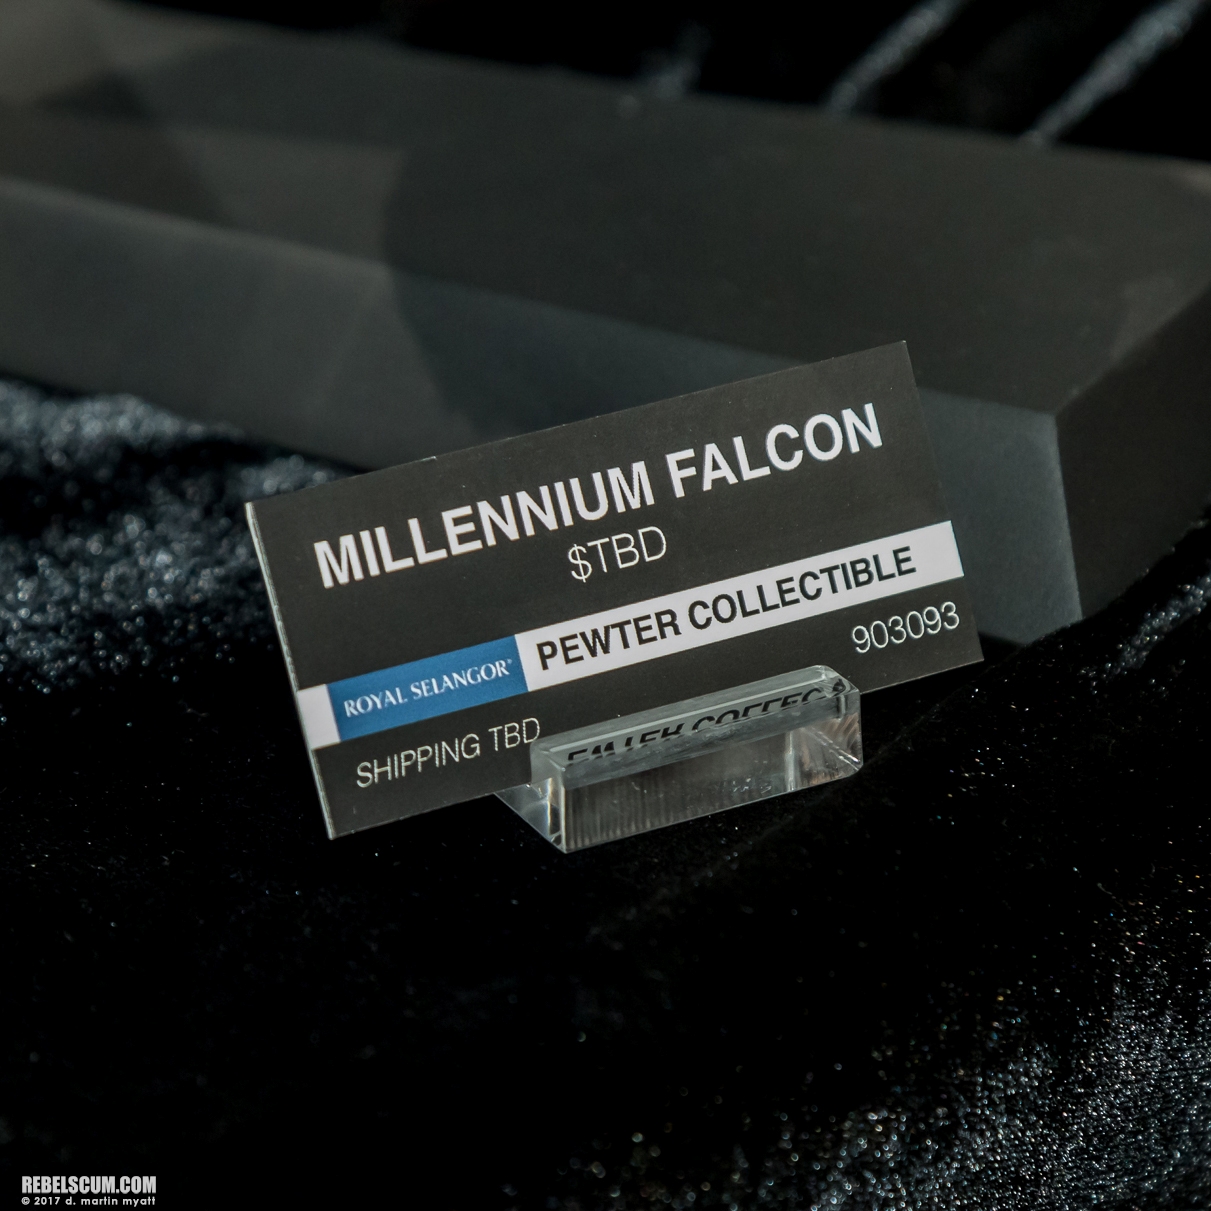 MILLENNIUM FALCON
$TBD
ROYAL SELANGOR® PEWTER COLLECTIBLE
SHIPPING TBD 903093
REBELSCUM.COM
© 2017 d. martin myatt